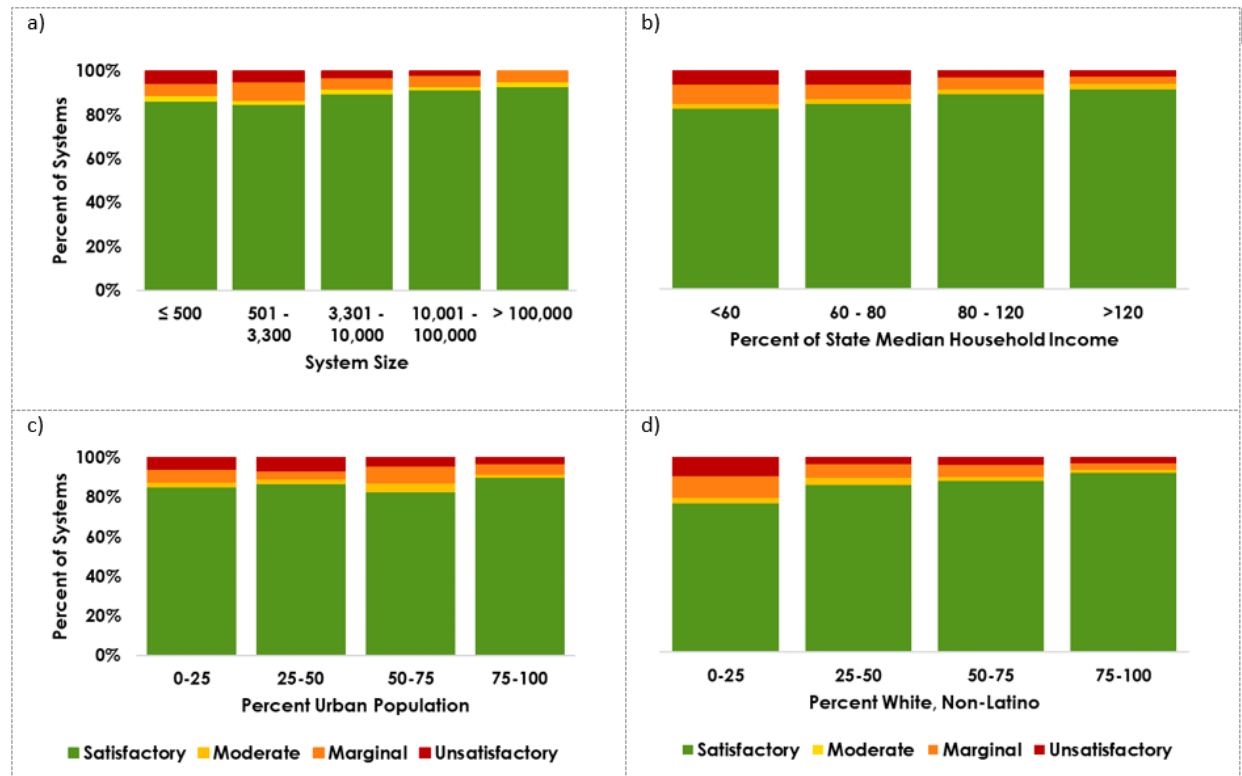 a)
100%
80%
60%
40%
20%
0%
Percent of Systems
≤ 500
501 -
3,300
3,301 -
10,000
10,001 -
100,000
> 100,000
System Size
b)
<60
60 - 80
80 - 120
>120
Percent of State Median Household Income
c)
100%
80%
60%
40%
20%
0%
Percent of Systems
0-25
25-50
50-75
75-100
Percent Urban Population
Satisfactory Moderate Marginal Unsatisfactory
d)
0-25
25-50
50-75
75-100
Percent White, Non-Latino
Satisfactory Moderate Marginal Unsatisfactory